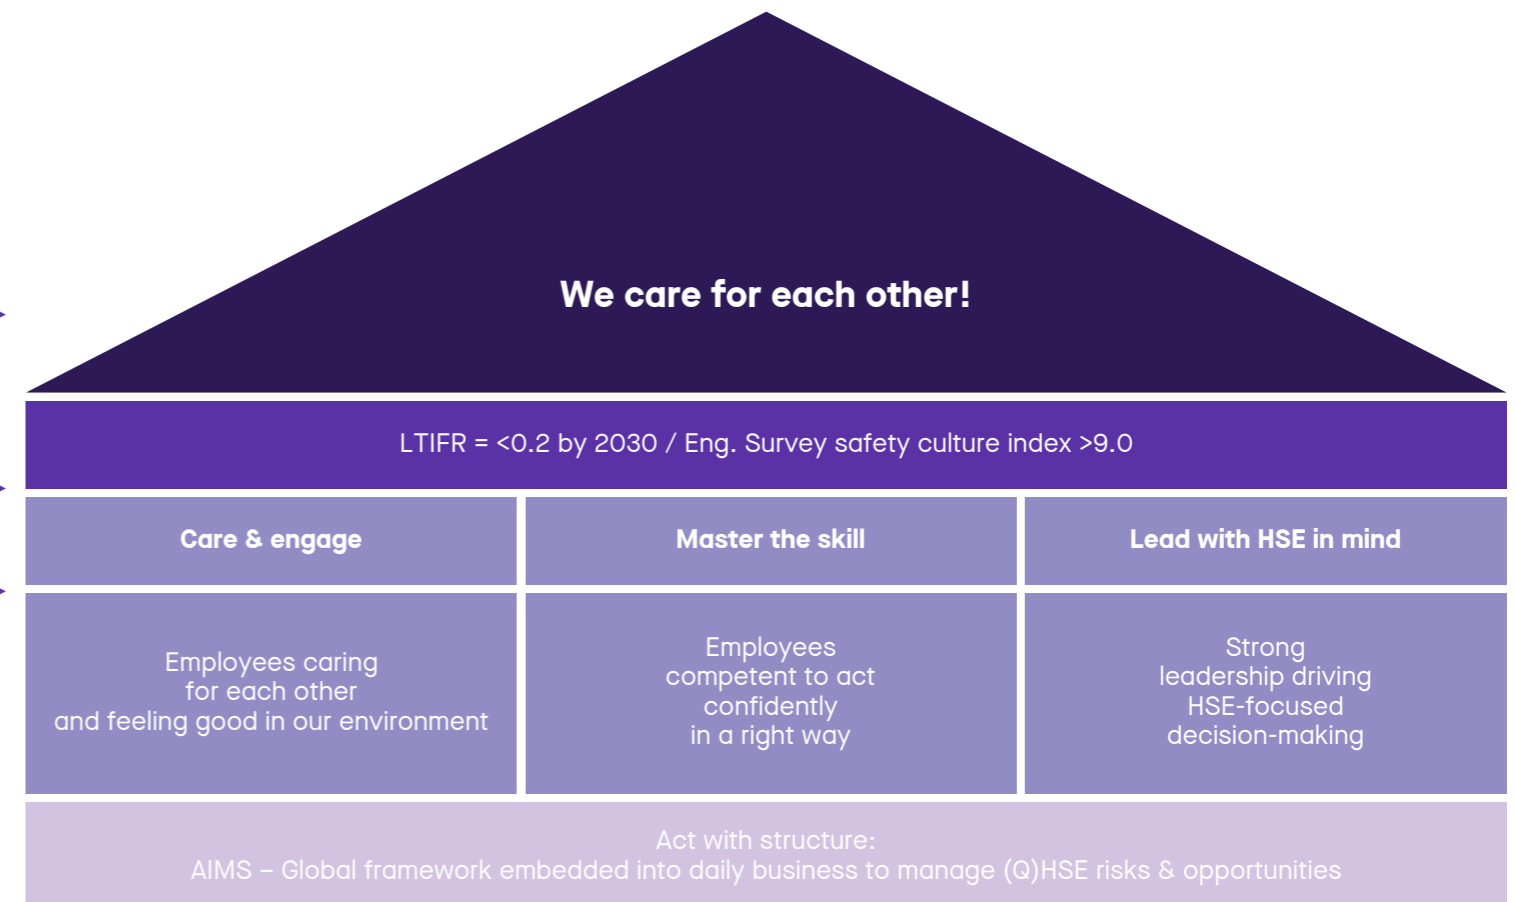 We care for each other!
LTIFR = <0.2 by 2030 / Eng. Survey safety culture index >9.0
Care & engage
Master the skill
Lead with HSE in mind
Employees caring
for each other
and feeling good in our environment
Employees
competent to act
confidently
in a right way
Strong
leadership driving
HSE-focused
decision-making
Act with structure:
AIMS – Global framework embedded into daily business to manage (Q)HSE risks & opportunities